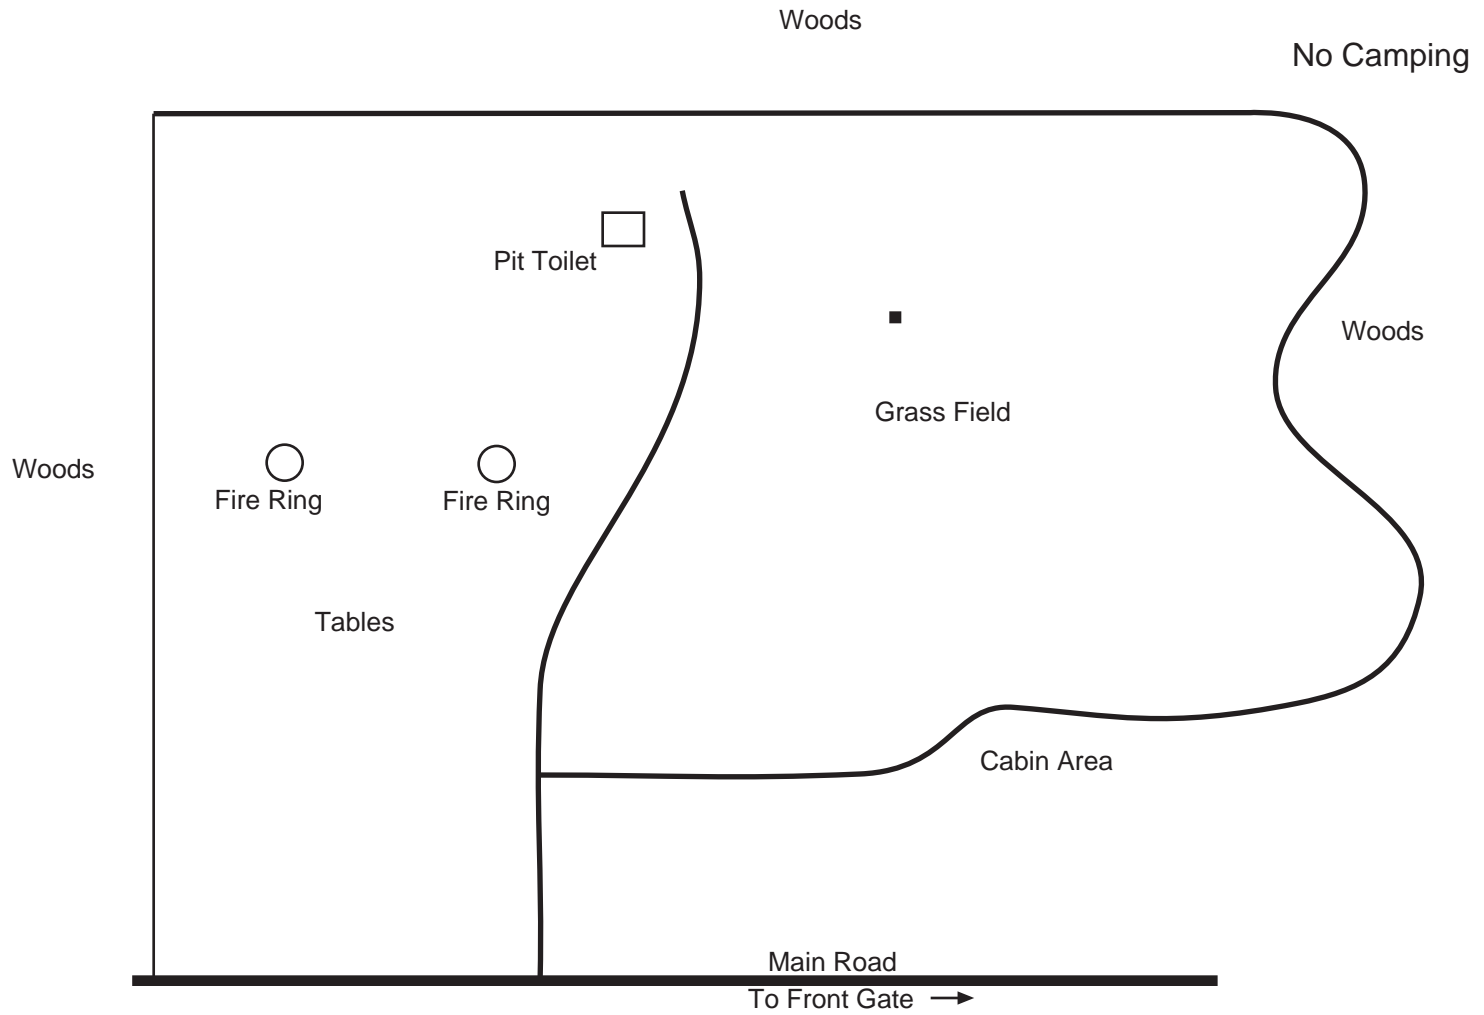 Woods
No Camping
Pit Toilet
Woods
Grass Field
Woods
Fire Ring
Fire Ring
Tables
Cabin Area
Main Road
To Front Gate